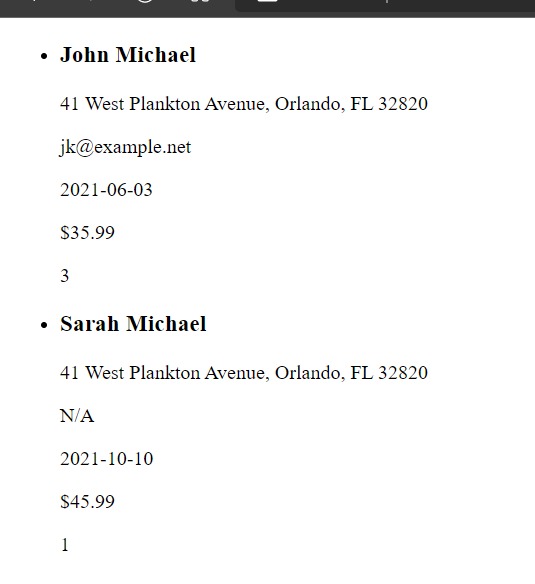 John Michael
41 West Plankton Avenue, Orlando, FL 32820
jk@example.net
2021-06-03
$35.99
3
Sarah Michael
41 West Plankton Avenue, Orlando, FL 32820
N/A
2021-10-10
$45.99
1